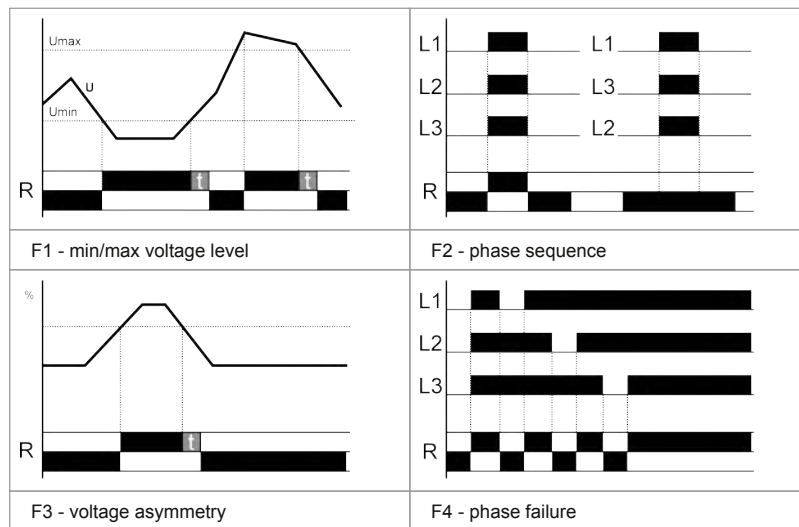 Umax
U
Umin
t
t
R
F1 - min/max voltage level
L1
L1
L2
L3
L3
L2
R
F2 - phase sequence
%
t
R
F3 - voltage asymmetry
L1
L2
L3
R
F4 - phase failure